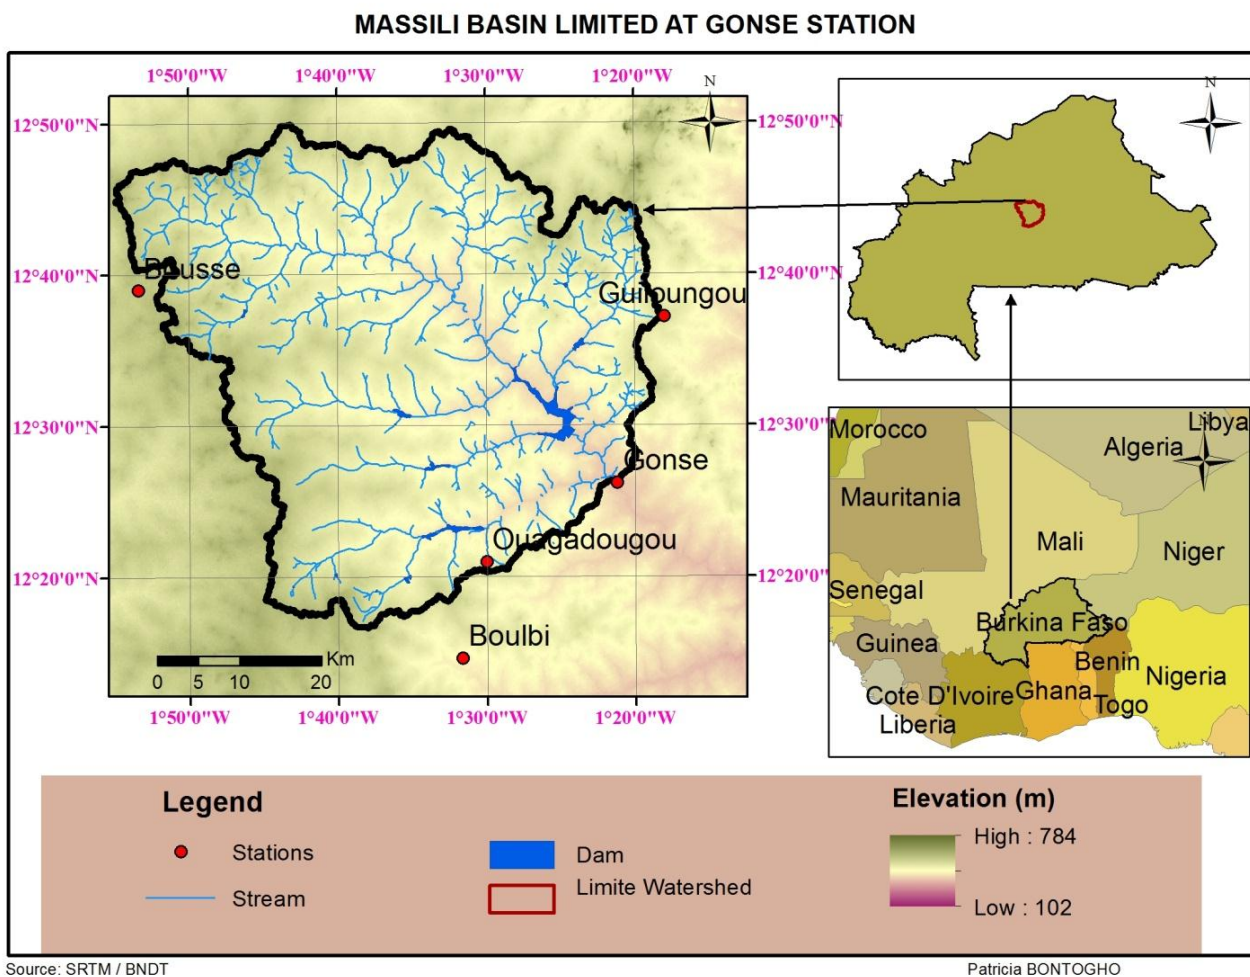 MASSILI BASIN LIMITED AT GONSE STATION
1°50'0"W 1°40'0"W 1°30'0"W 1°20'0"W
N
12°50'0"N 12°50'0"N
12°40'0"N 12°40'0"N
12°30'0"N 12°30'0"N
12°20'0"N 12°20'0"N
Bousse
Guiloungou
Gonse
Ouagadougou
Boulbi
Km
0 5 10 20
1°50'0"W 1°40'0"W 1°30'0"W 1°20'0"W
N
Morocco
Algeria
Libya
N
Mauritania
Mali
Niger
Senegal
Burkina Faso
Guinea
Benin
Nigeria
Cote D'Ivoire
Ghana
Togo
Liberia
Legend
Stations
Stream
Dam
Limite Watershed
Elevation (m)
High : 784
Low : 102
Source: SRTM / BNDT
Patricia BONTOGHO